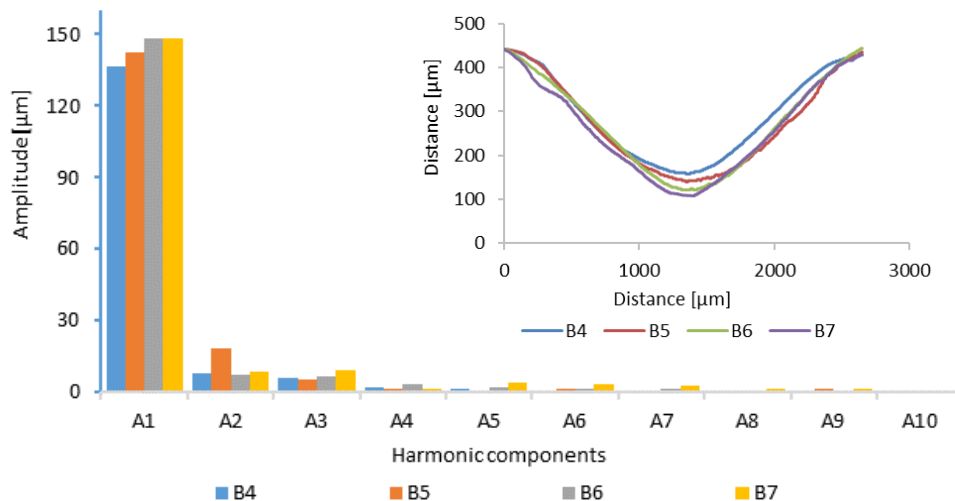 Amplitude [μm]
150
120
90
60
30
0
A1 A2 A3 A4 A5 A6 A7 A8 A9 A10
Harmonic components
B4 B5 B6 B7
Distance [μm]
500
400
300
200
100
0
0 1000 2000 3000
Distance [μm]
B4 B5 B6 B7